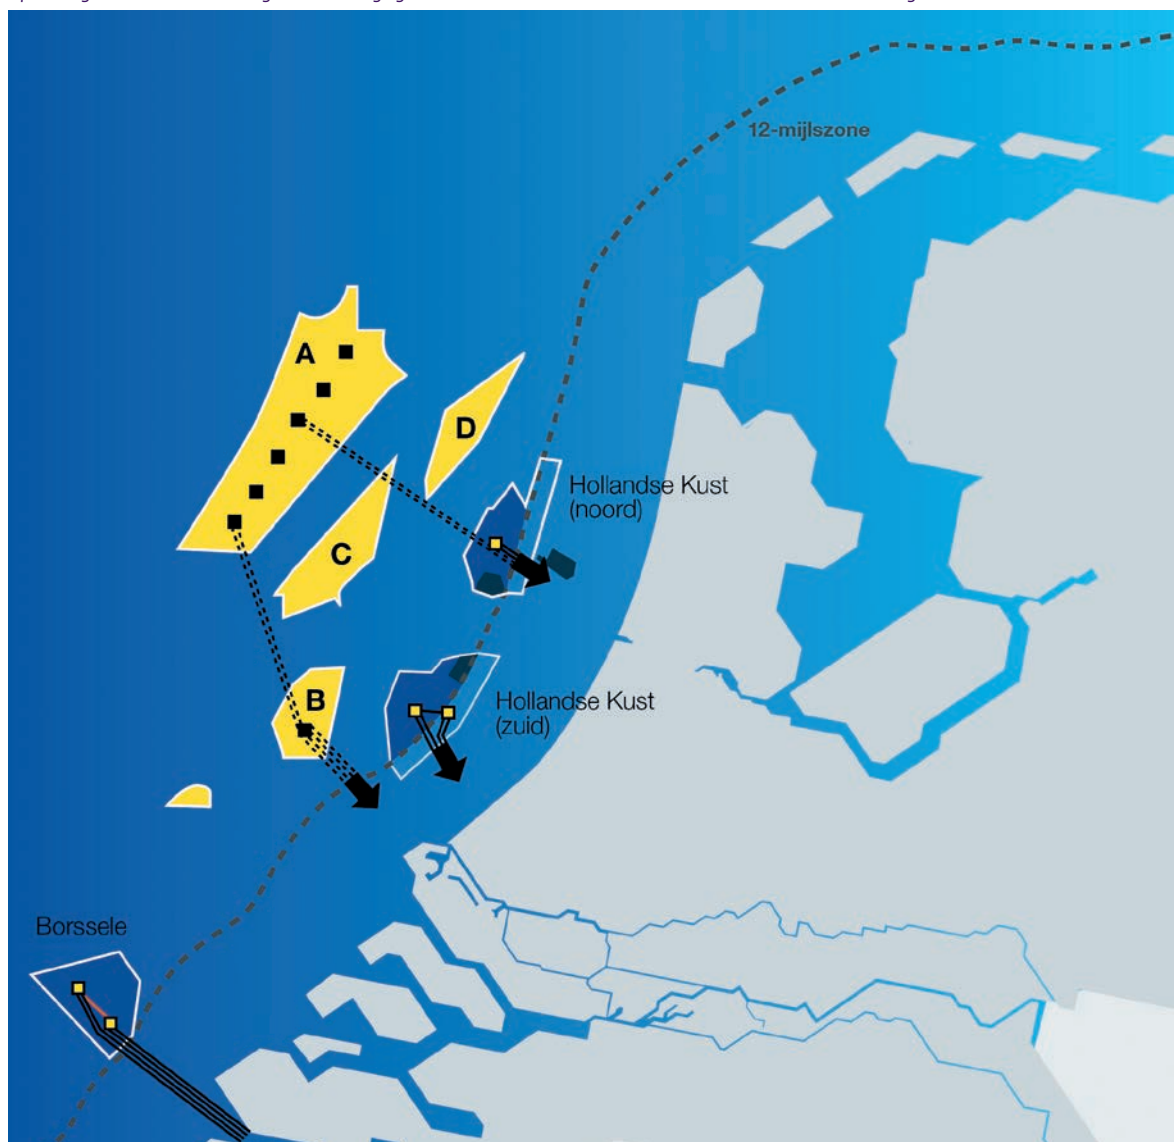 12-mijlszone
A
D
Hollandse Kust
(noord)
C
B
Hollandse Kust
(zuid)
Borssele